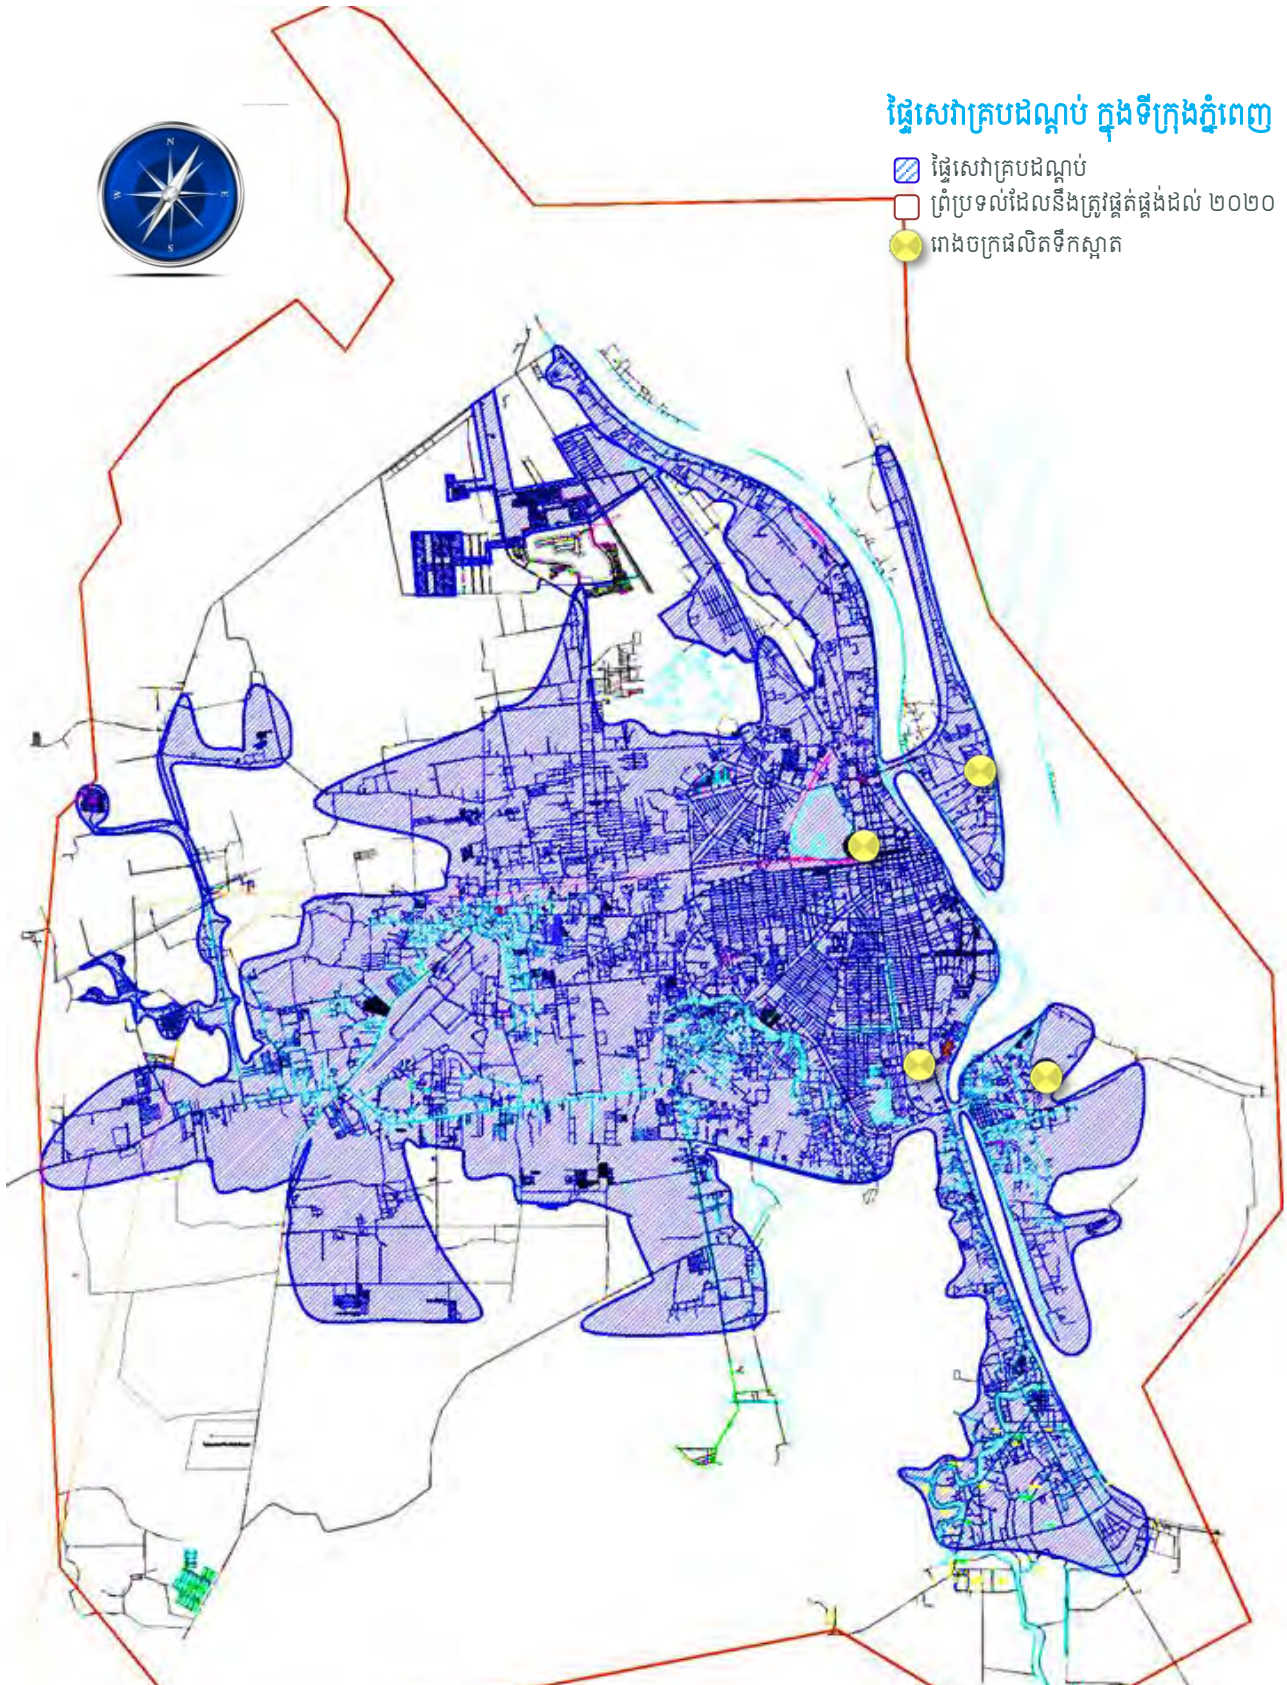 ផ្ទៃសេវាគ្របដណ្ដប់ ក្នុងទីក្រុងភ្នំពេញ
ផ្ទៃសេវាគ្របដណ្ដប់
ព្រំប្រទល់ដែលនឹងត្រូវផ្គត់ផ្គង់ដល់ ២០២០
រោងចក្រផលិតទឹកស្អាត
N
W
E
S